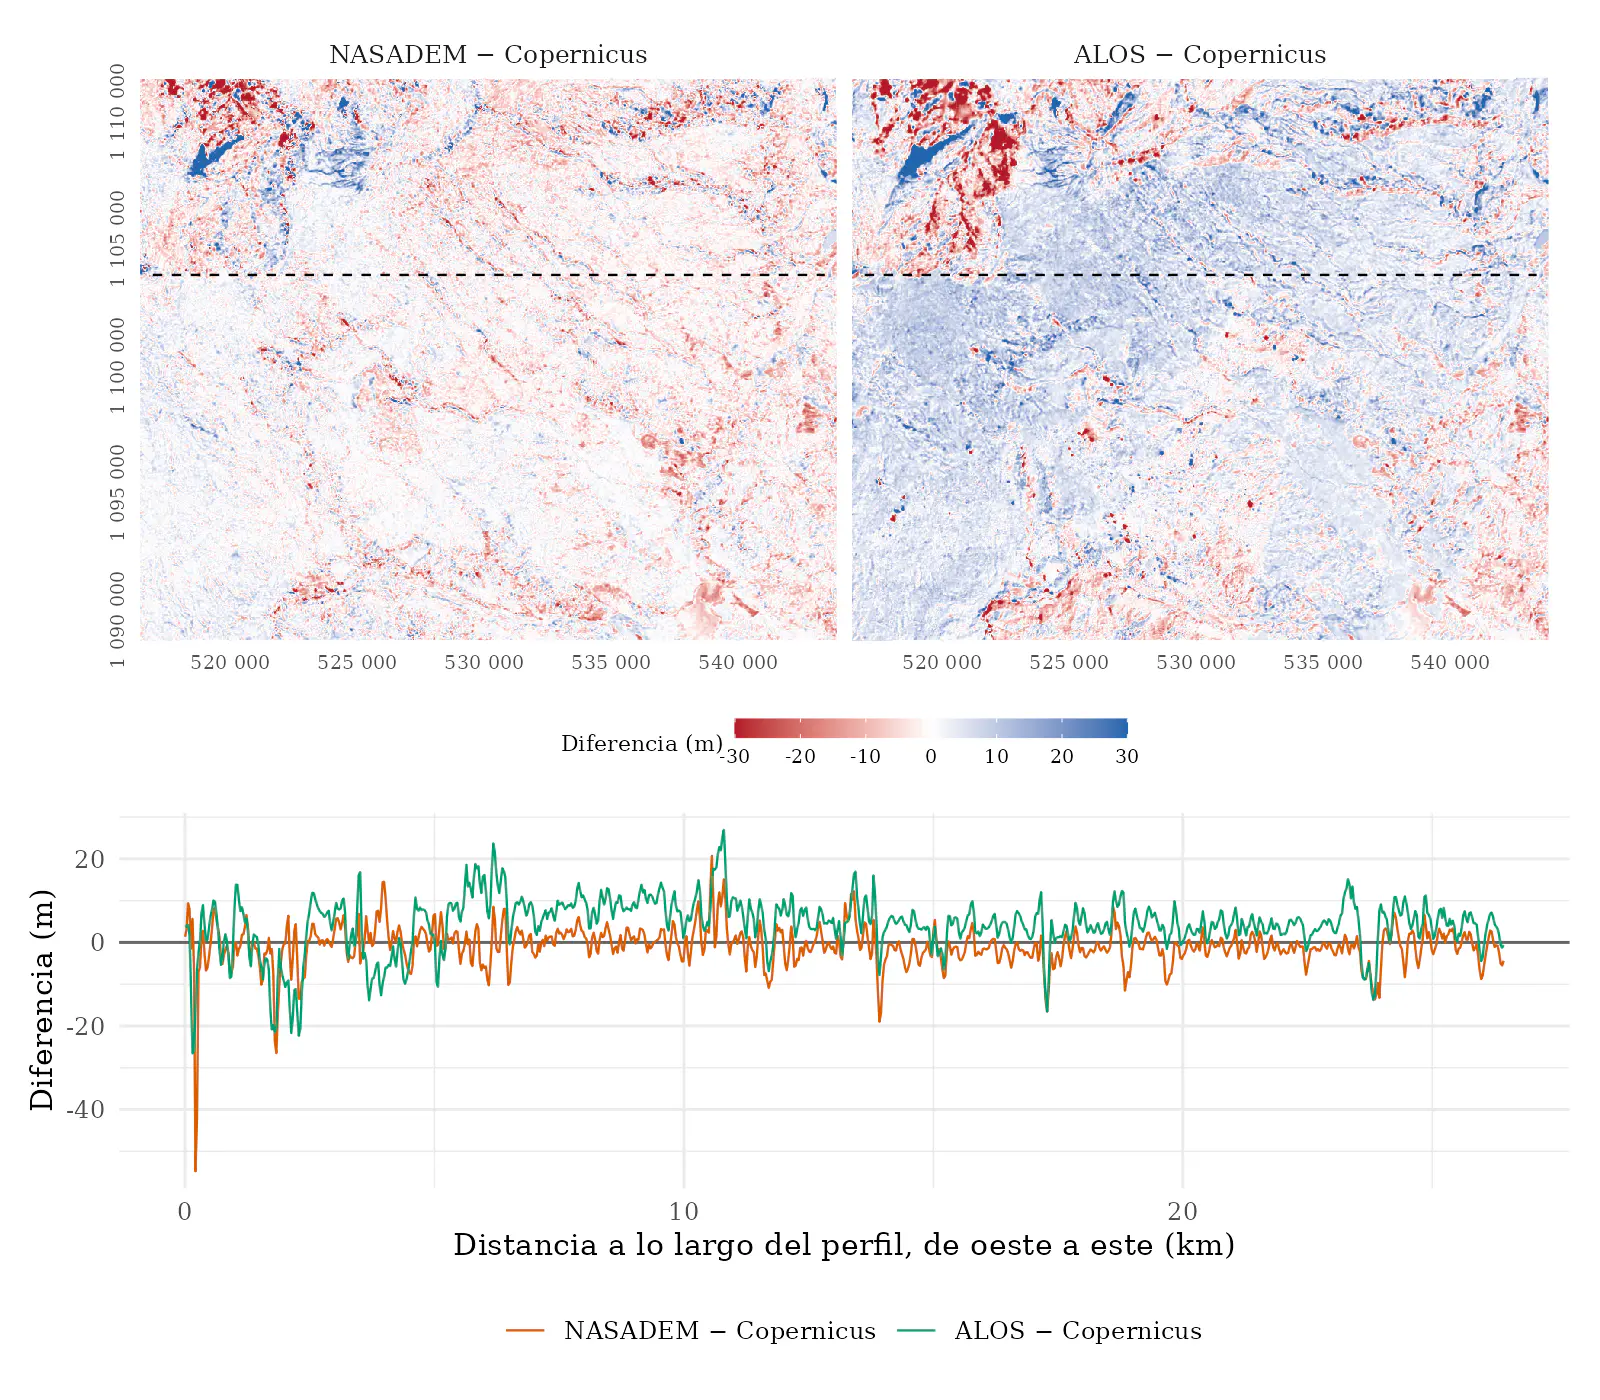 NASADEM − Copernicus
ALOS − Copernicus
1 110 000
1 105 000
1 100 000
1 095 000
1 090 000
520 000 525 000 530 000 535 000 540 000
520 000 525 000 530 000 535 000 540 000
Diferencia (m)
-30 -20 -10 0 10 20 30
Diferencia (m)
20
0
-20
-40
0 10 20
Distancia a lo largo del perfil, de oeste a este (km)
NASADEM − Copernicus
ALOS − Copernicus